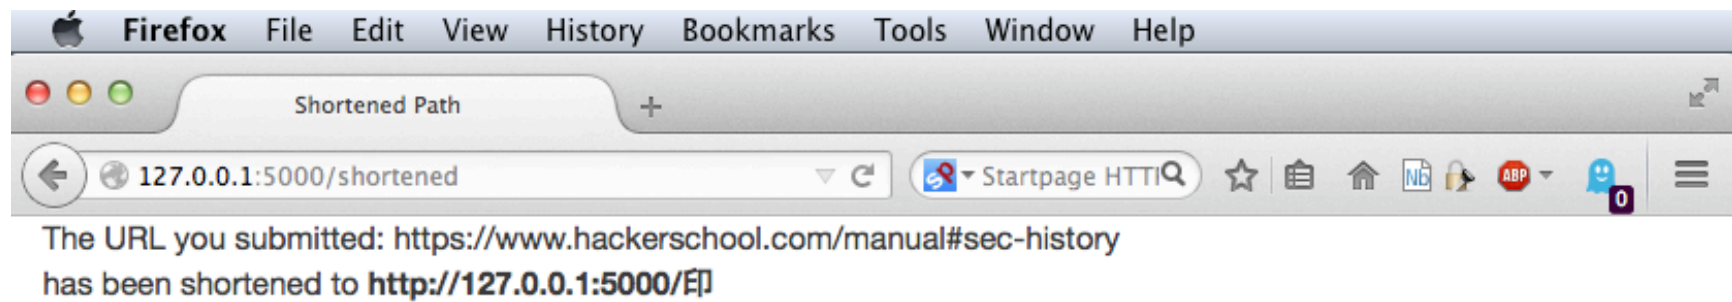 Firefox File Edit View History Bookmarks Tools Window Help
Shortened Path
127.0.0.1:5000/shortened Startpage HTTI Nb ABP 0
The URL you submitted: https://www.hackerschool.com/manual#sec-history
has been shortened to http://127.0.0.1:5000/印